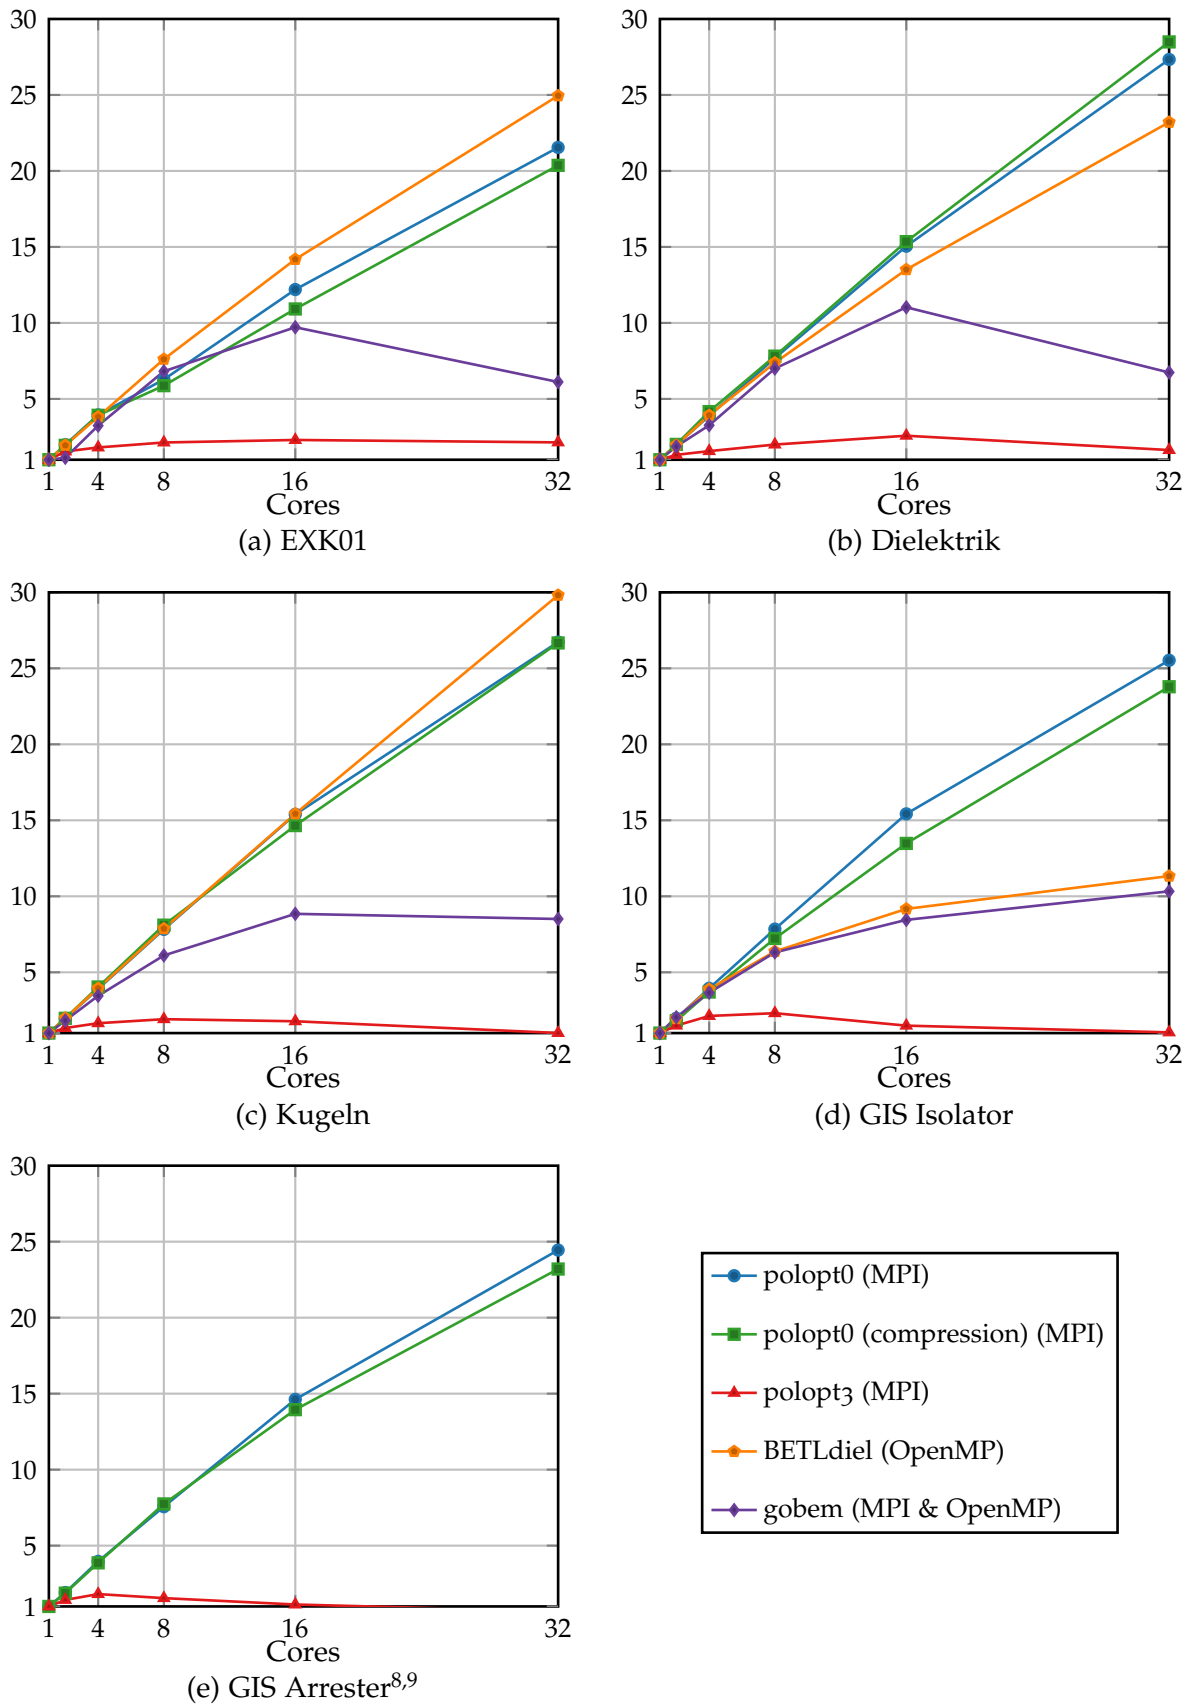 30
25
20
15
10
5
1
1 4 8 16 32
Cores
(a) EXK01
30
25
20
15
10
5
1
1 4 8 16 32
Cores
(b) Dielektrik
30
25
20
15
10
5
1
1 4 8 16 32
Cores
(c) Kugeln
30
25
20
15
10
5
1
1 4 8 16 32
Cores
(d) GIS Isolator
30
25
20
15
10
5
1
1 4 8 16 32
Cores
(e) GIS Arrester⁸,⁹
polopt0 (MPI)
polopt0 (compression) (MPI)
polopt3 (MPI)
BETLdiel (OpenMP)
gobem (MPI & OpenMP)